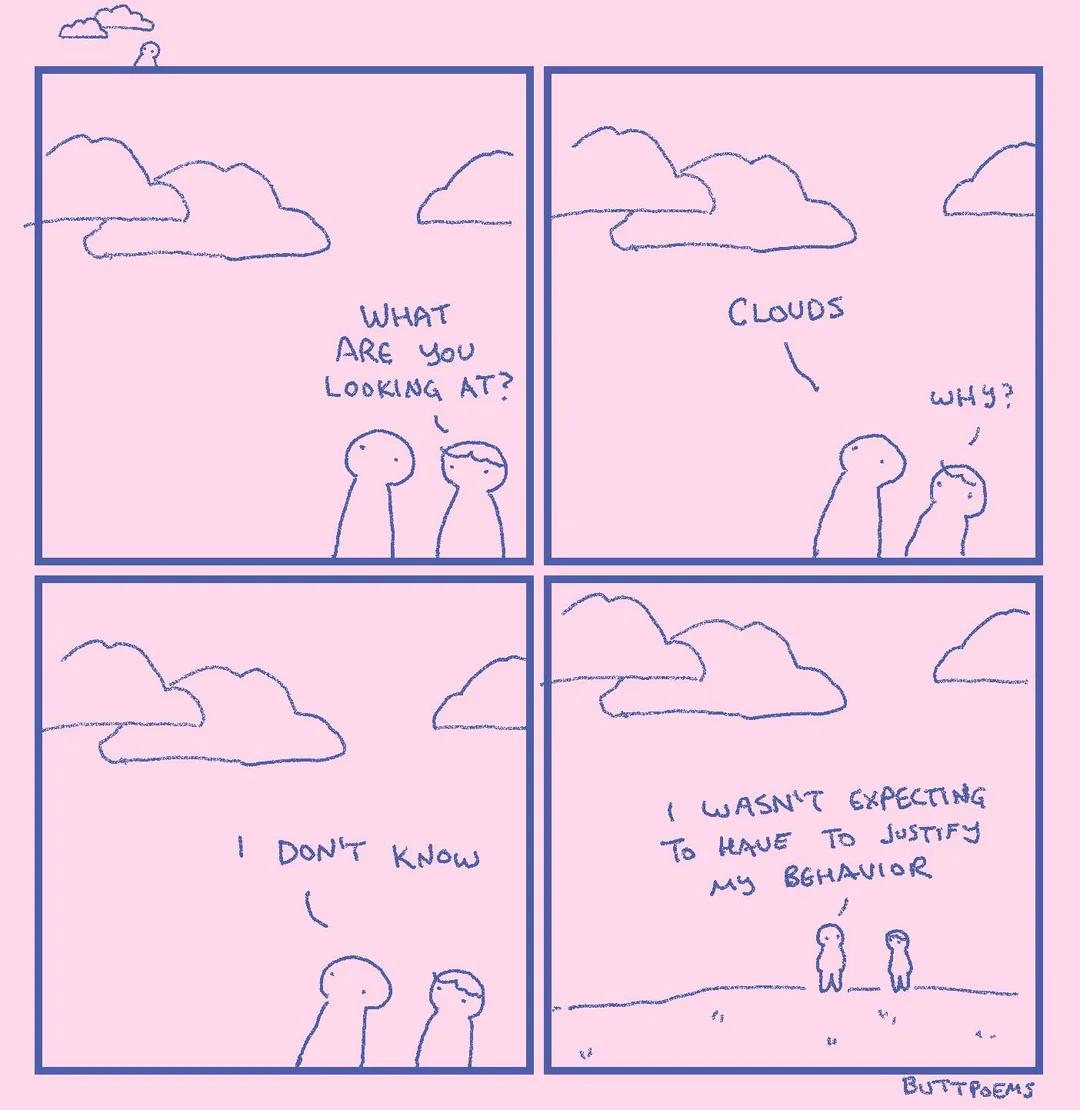 WHAT
ARE YOU
LOOKING AT?
CLOUDS
WHY?
I DON'T KNOW
I WASN'T EXPECTING
TO HAVE TO JUSTIFY
MY BEHAVIOR
BUTTPOEMS